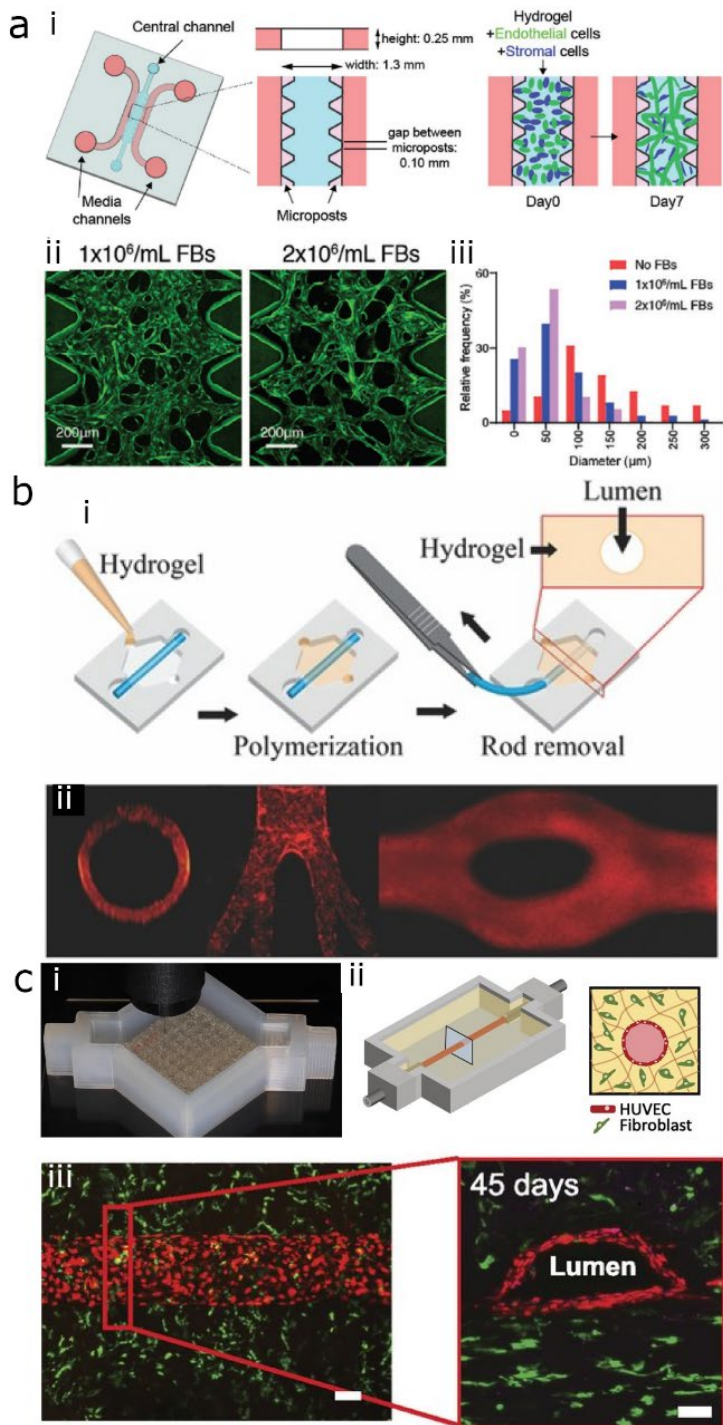 a i
Central channel
Media
channels
height: 0.25 mm
width: 1.3 mm
gap between
microposts:
0.10 mm
Microposts
Hydrogel
+Endothelial cells
+Stromal cells
Day0
Day7
ii
1x10⁶/mL FBs
2x10⁶/mL FBs
200μm
200μm
iii
No FBs
1x10⁶/mL FBs
2x10⁶/mL FBs
Relative frequency (%)
60
30
0
0
50
100
150
200
250
300
Diameter (μm)
b
i
Hydrogel
Polymerization
Rod removal
Hydrogel
Lumen
ii
c i
ii
HUVEC
Fibroblast
iii
45 days
Lumen